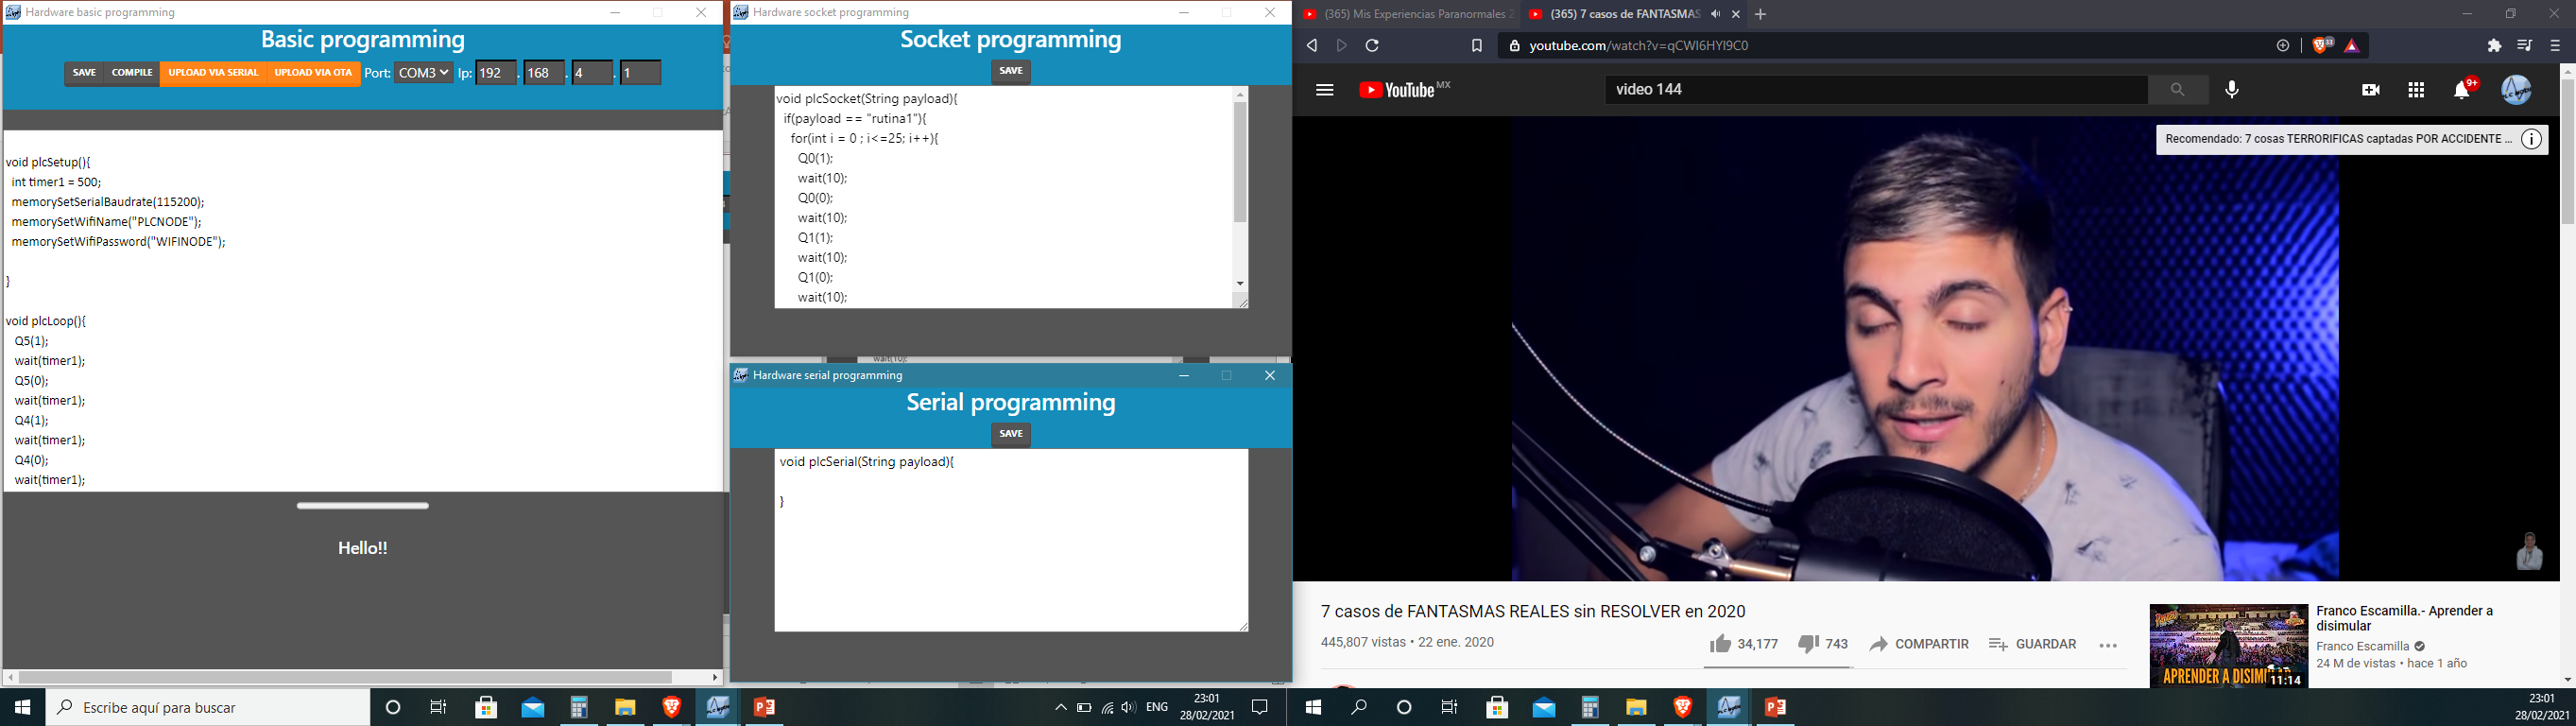 Hardware basic programming
Basic programming
SAVE COMPILE UPLOAD VIA SERIAL UPLOAD VIA OTA Port: COM3 Ip: 192 . 168 . 4 . 1
void plcSetup(){
int timer1 = 500;
memorySetSerialBaudrate(115200);
memorySetWifiName("PLCNODE");
memorySetWifiPassword("WIFINODE");
}
void plcLoop(){
Q5(1);
wait(timer1);
Q5(0);
wait(timer1);
Q4(1);
wait(timer1);
Q4(0);
wait(timer1);
Hello!!
Hardware socket programming
Socket programming
SAVE
void plcSocket(String payload){
if(payload == "rutina1"){
for(int i = 0 ; i<=25; i++){
Q0(1);
wait(10);
Q0(0);
wait(10);
Q1(1);
wait(10);
Q1(0);
wait(10);
wait(10);
Hardware serial programming
Serial programming
SAVE
void plcSerial(String payload){
}
(365) Mis Experiencias Paranormales 2
(365) 7 casos de FANTASMAS
youtube.com/watch?v=qCWI6HYI9C0
YouTube MX
video 144
9+
Recomendado: 7 cosas TERRORIFICAS captadas POR ACCIDENTE ...
7 casos de FANTASMAS REALES sin RESOLVER en 2020
445,807 vistas • 22 ene. 2020
34,177 743 COMPARTIR GUARDAR
APRENDER A DISIMU
11:14
Franco Escamilla.- Aprender a
disimular
Franco Escamilla
24 M de vistas • hace 1 año
Escribe aquí para buscar
ENG
23:01
28/02/2021
23:01
28/02/2021